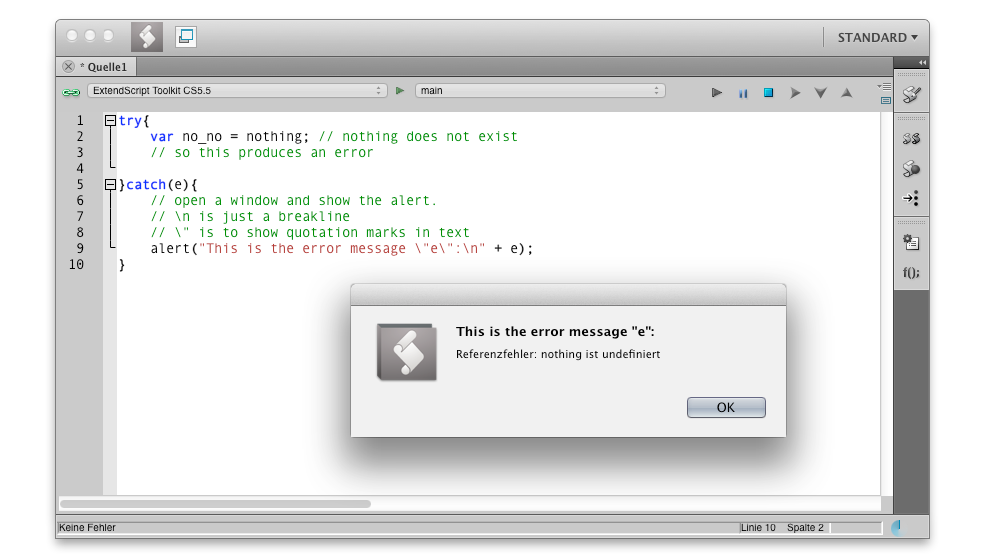 STANDARD
* Quelle1
ExtendScript Toolkit CS5.5 main
1 try{
2 var no_no = nothing; // nothing does not exist
3 // so this produces an error
4
5 }catch(e){
6 // open a window and show the alert.
7 // \n is just a breakline
8 // \" is to show quotation marks in text
9 alert("This is the error message \"e\":\n" + e);
10 }
f();
This is the error message "e":
Referenzfehler: nothing ist undefiniert
OK
Keine Fehler Linie 10 Spalte 2